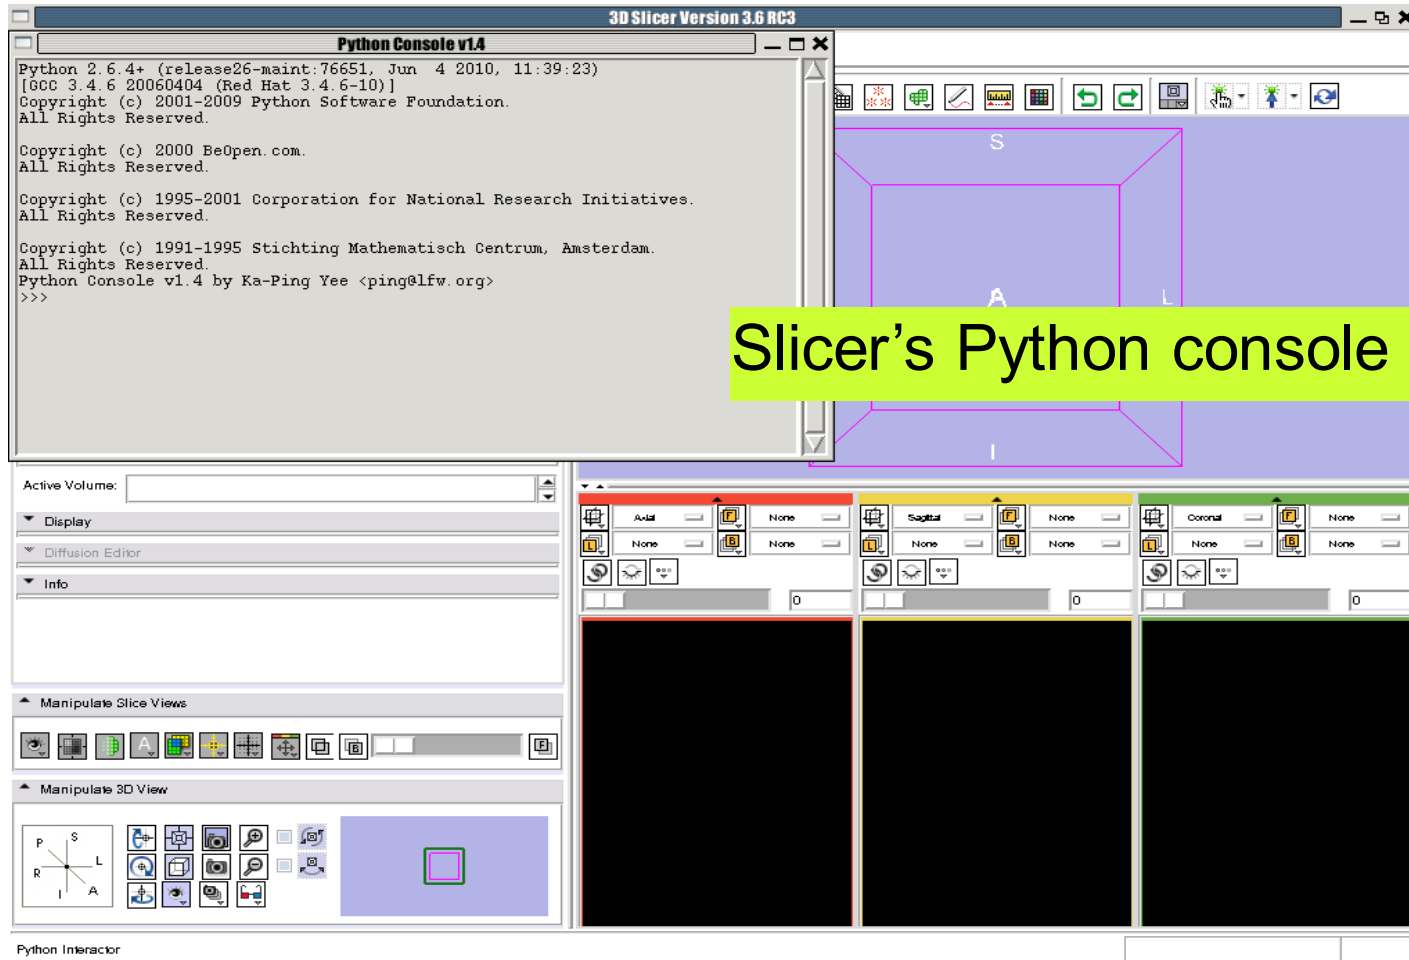 3D Slicer Version 3.6 RC3
Python Console v1.4
Python 2.6.4+ (release26-maint:76651, Jun  4 2010, 11:39:23)
[GCC 3.4.6 20060404 (Red Hat 3.4.6-10)]
Copyright (c) 2001-2009 Python Software Foundation.
All Rights Reserved.
Copyright (c) 2000 BeOpen.com.
All Rights Reserved.
Copyright (c) 1995-2001 Corporation for National Research Initiatives.
All Rights Reserved.
Copyright (c) 1991-1995 Stichting Mathematisch Centrum, Amsterdam.
All Rights Reserved.
Python Console v1.4 by Ka-Ping Yee <ping@lfw.org>
>>>
S
A
L
Slicer’s Python console
I
Active Volume:
Display
Diffusion Editor
Info
Axial F None
L None B None
0
Sagittal F None
L None B None
0
Coronal F None
L None B None
0
Manipulate Slice Views
A B F
Manipulate 3D View
P S
R L
I A
Python Interactor